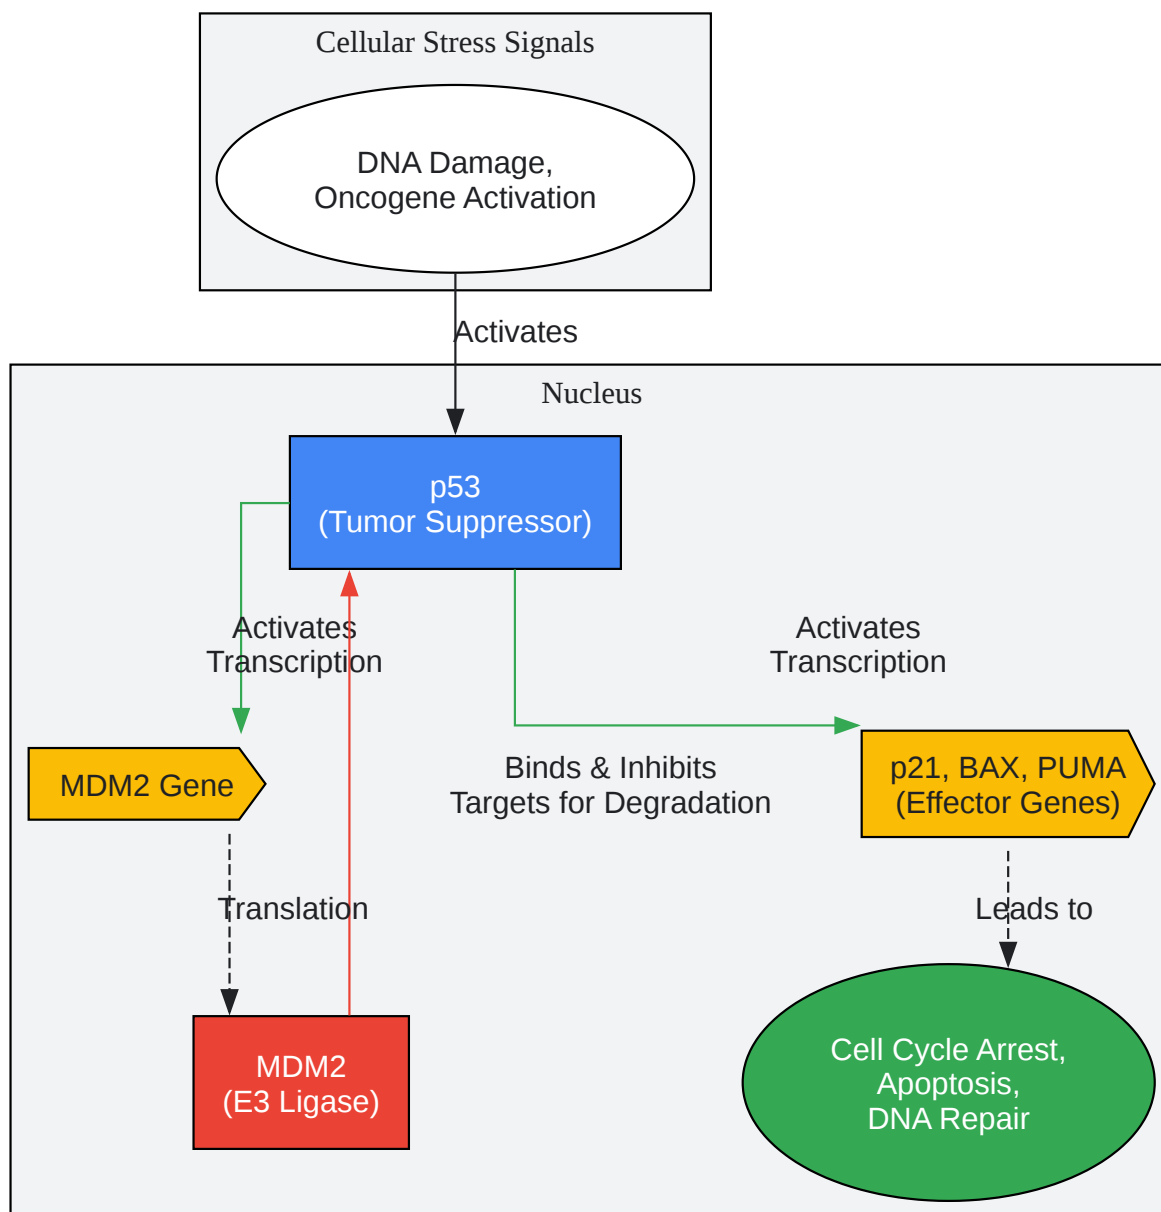 Cellular Stress Signals
DNA Damage,
Oncogene Activation
Activates
Nucleus
p53
(Tumor Suppressor)
Activates
Transcription
Activates
Transcription
MDM2 Gene
Binds & Inhibits
Targets for Degradation
p21, BAX, PUMA
(Effector Genes)
Translation
Leads to
MDM2
(E3 Ligase)
Cell Cycle Arrest,
Apoptosis,
DNA Repair